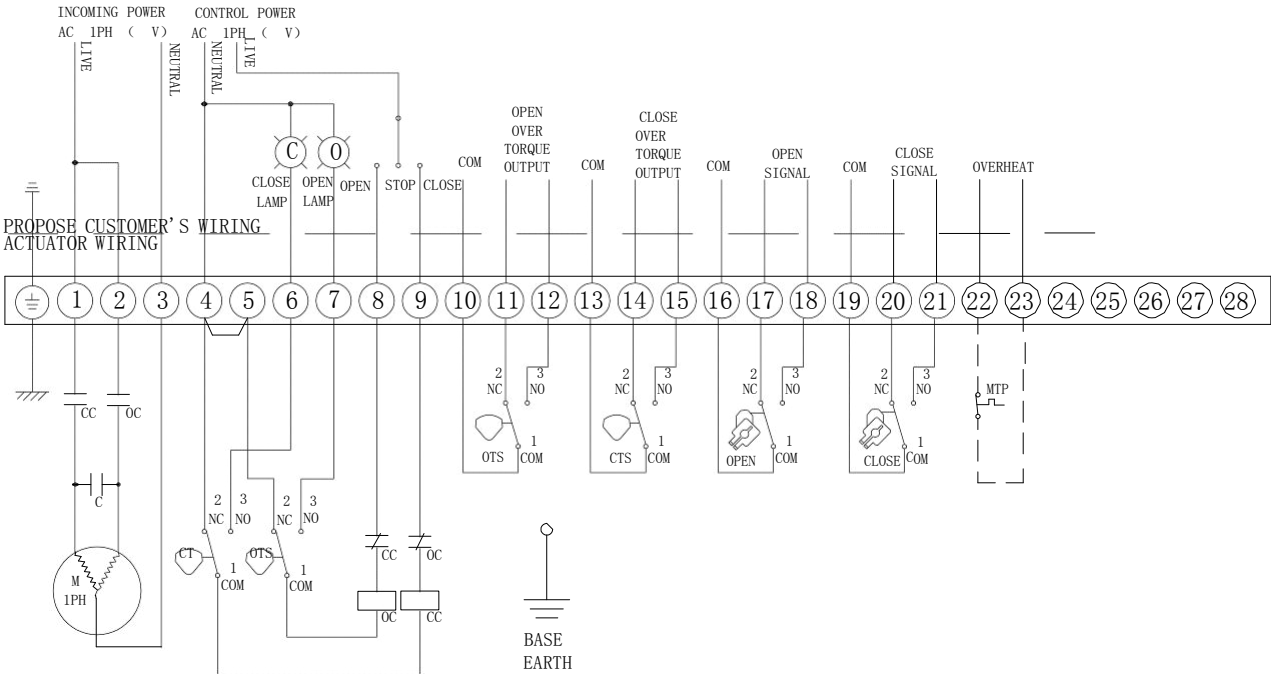 INCOMING POWER
AC 1PH ( V)
LIVE
NEUTRAL
CONTROL POWER
AC 1PH ( V)
NEUTRAL
LIVE
C
O
CLOSE
LAMP
OPEN
LAMP
OPEN
STOP
CLOSE
COM
OPEN
OVER
TORQUE
OUTPUT
COM
CLOSE
OVER
TORQUE
OUTPUT
COM
OPEN
SIGNAL
COM
CLOSE
SIGNAL
OVERHEAT
PROPOSE CUSTOMER'S WIRING
ACTUATOR WIRING
1 2 3 4 5 6 7 8 9 10 11 12 13 14 15 16 17 18 19 20 21 22 23 24 25 26 27 28
CC
OC
C
M
1PH
2
NC
3
NO
CT
1
COM
2
NC
3
NO
OTS
1
COM
CC
OC
OC
CC
2
NC
3
NO
OTS
1
COM
2
NC
3
NO
CTS
1
COM
2
NC
3
NO
OPEN
1
COM
2
NC
3
NO
CLOSE
1
COM
MTP
BASE
EARTH